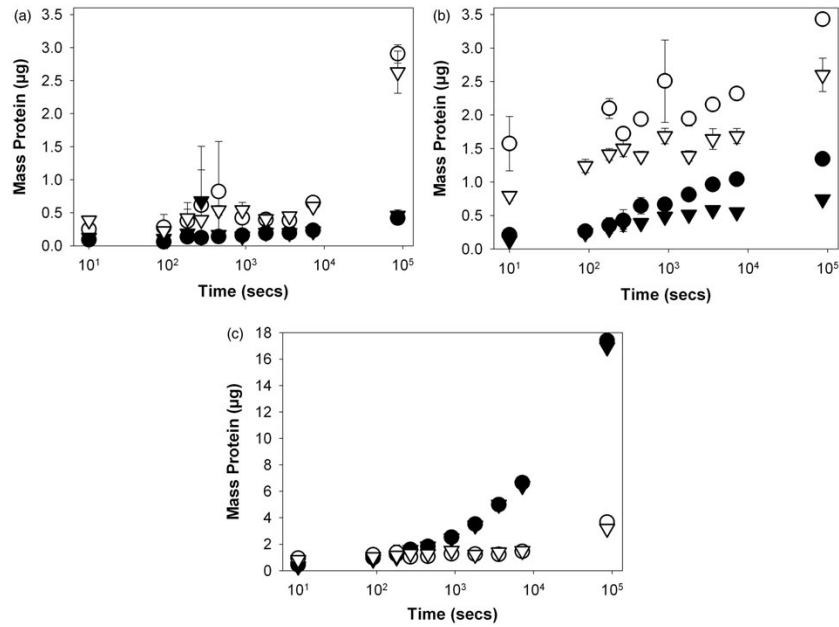 (a)
Mass Protein (µg)
3.5
3.0
2.5
2.0
1.5
1.0
0.5
0.0
10¹ 10² 10³ 10⁴ 10⁵
Time (secs)
(b)
Mass Protein (µg)
3.5
3.0
2.5
2.0
1.5
1.0
0.5
0.0
10¹ 10² 10³ 10⁴ 10⁵
Time (secs)
(c)
Mass Protein (µg)
18
16
14
12
10
8
6
4
2
0
10¹ 10² 10³ 10⁴ 10⁵
Time (secs)